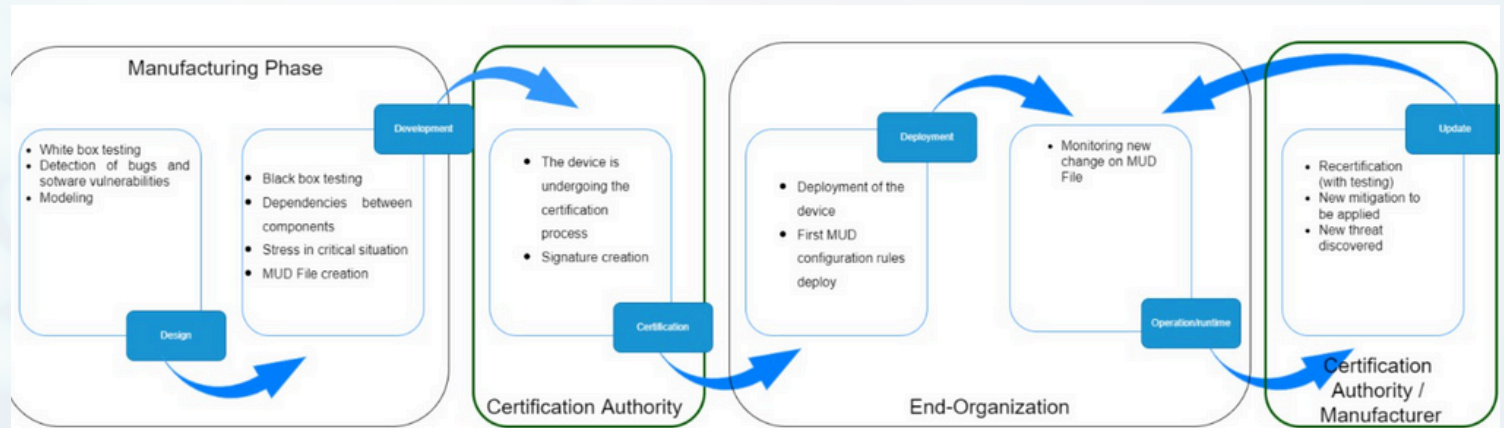 Manufacturing Phase
• White box testing
• Detection of bugs and
sotware vulnerabilities
• Modeling
Design
Development
• Black box testing
• Dependencies between
components
• Stress in critical situation
• MUD File creation
• The device is
undergoing the
certification
process
• Signature creation
Certification
Certification Authority
Deployment
• Deployment of the
device
• First MUD
configuration rules
deploy
• Monitoring new
change on MUD
File
Operation/runtime
End-Organization
Update
• Recertification
(with testing)
• New mitigation to
be applied
• New threat
discovered
Certification
Authority /
Manufacturer